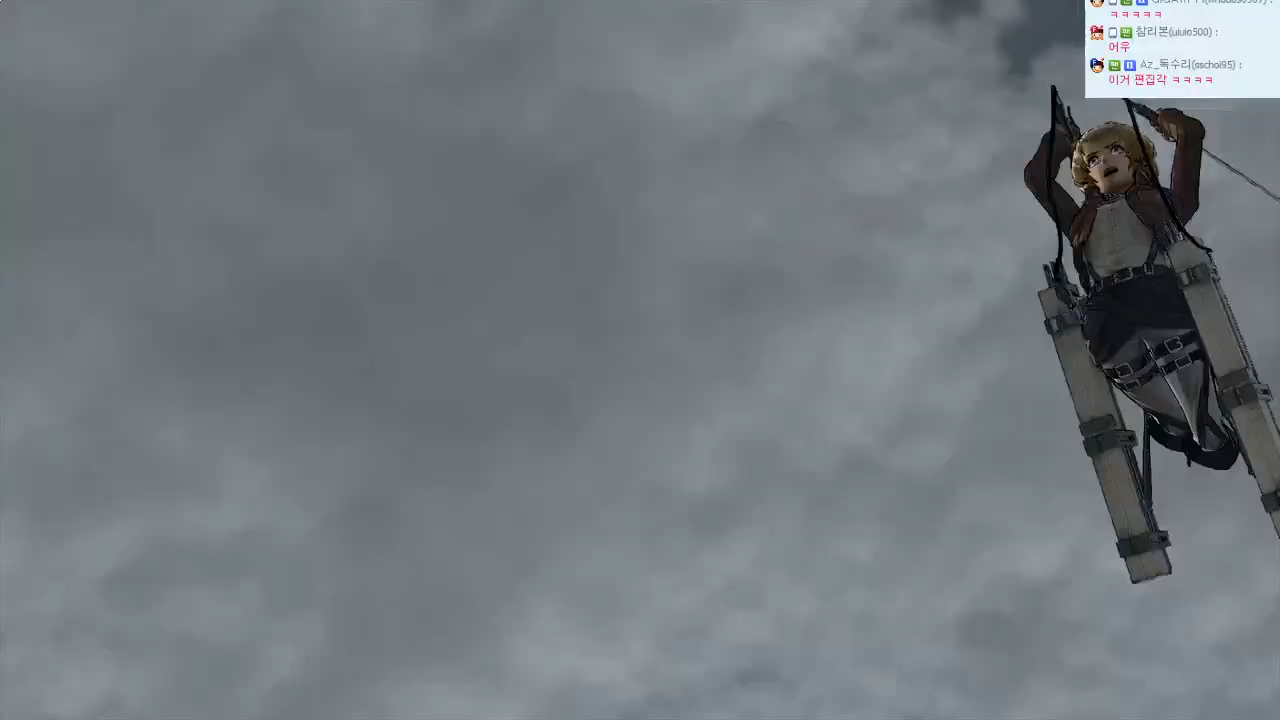 ㅋㅋㅋㅋㅋ
참리본(uiuio500) :
어우
Az_독수리(sschoi95) :
이거 편집각 ㅋㅋㅋㅋ